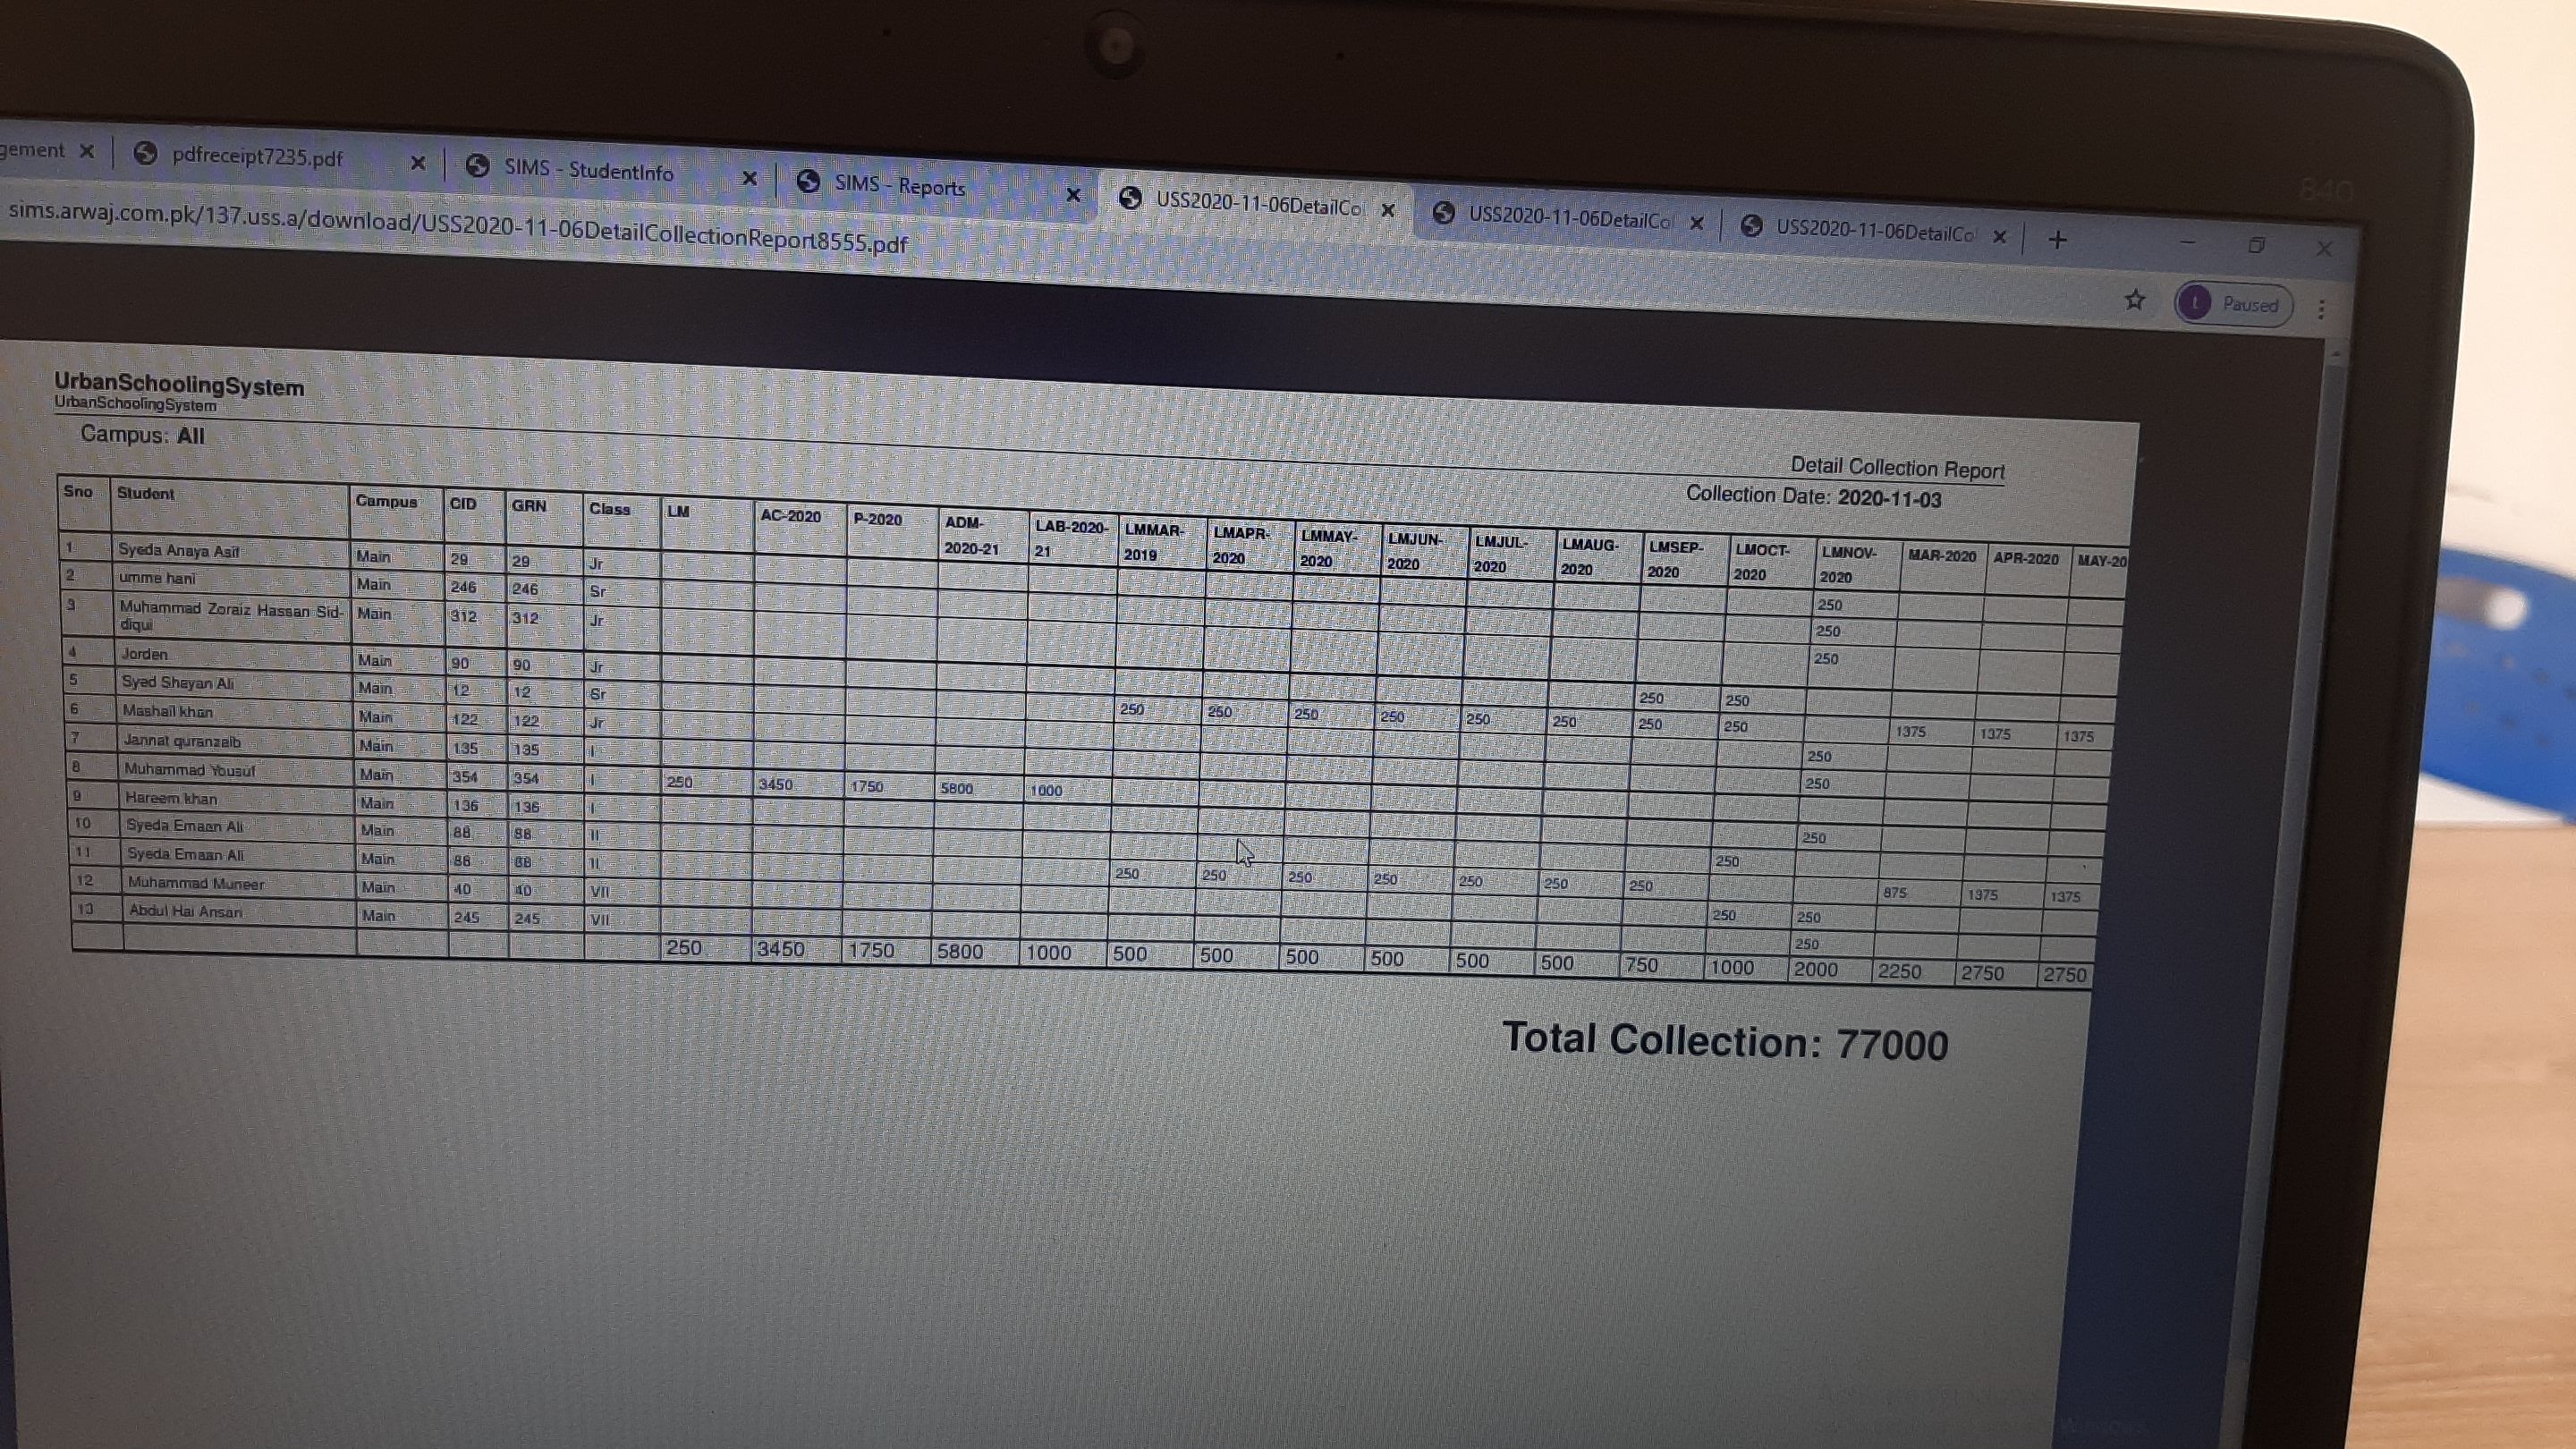 gement
pdfreceipt7235.pdf
SIMS - StudentInfo
SIMS - Reports
USS2020-11-06DetailCo
USS2020-11-06DetailCol
USS2020-11-06DetailCo
sims.arwaj.com.pk/137.uss.a/download/USS2020-11-06DetailCollectionReport8555.pdf
t Paused
840
UrbanSchoolingSystem
UrbanSchoolingSystem
Campus: All
Detail Collection Report
Collection Date: 2020-11-03
Sno Student Campus CID GRN Class LM AC-2020 P-2020 ADM-2020-21 LAB-2020-21 LMMAR-2019 LMAPR-2020 LMMAY-2020 LMJUN-2020 LMJUL-2020 LMAUG-2020 LMSEP-2020 LMOCT-2020 LMNOV-2020 MAR-2020 APR-2020 MAY-20
1 Syeda Anaya Asif Main 29 29 Jr 250
2 umme hani Main 246 246 Sr 250
3 Muhammad Zoraiz Hassan Sid-
diqui Main 312 312 Jr 250
4 Jorden Main 90 90 Jr 250 250
5 Syed Shayan Ali Main 12 12 Sr 250 250 250 250 250 250 250 250 1375 1375 1375
6 Mashail khan Main 122 122 Jr 250
7 Jannat quranzaib Main 135 135 I 250
8 Muhammad Yousuf Main 354 354 I 250 3450 1750 5800 1000
9 Hareem khan Main 136 136 I 250
10 Syeda Emaan Ali Main 88 88 II 250
11 Syeda Emaan Ali Main 88 88 II 250 250 250 250 250 250 250 875 1375 1375
12 Muhammad Muneer Main 40 40 VII 250 250
13 Abdul Hai Ansari Main 245 245 VII 250
250 3450 1750 5800 1000 500 500 500 500 500 500 750 1000 2000 2250 2750 2750
Total Collection: 77000